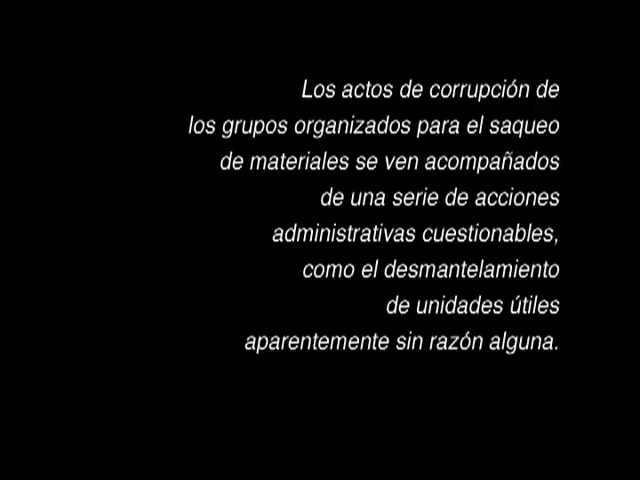 Los actos de corrupción de
los grupos organizados para el saqueo
de materiales se ven acompañados
de una serie de acciones
administrativas cuestionables,
como el desmantelamiento
de unidades útiles
aparentemente sin razón alguna.